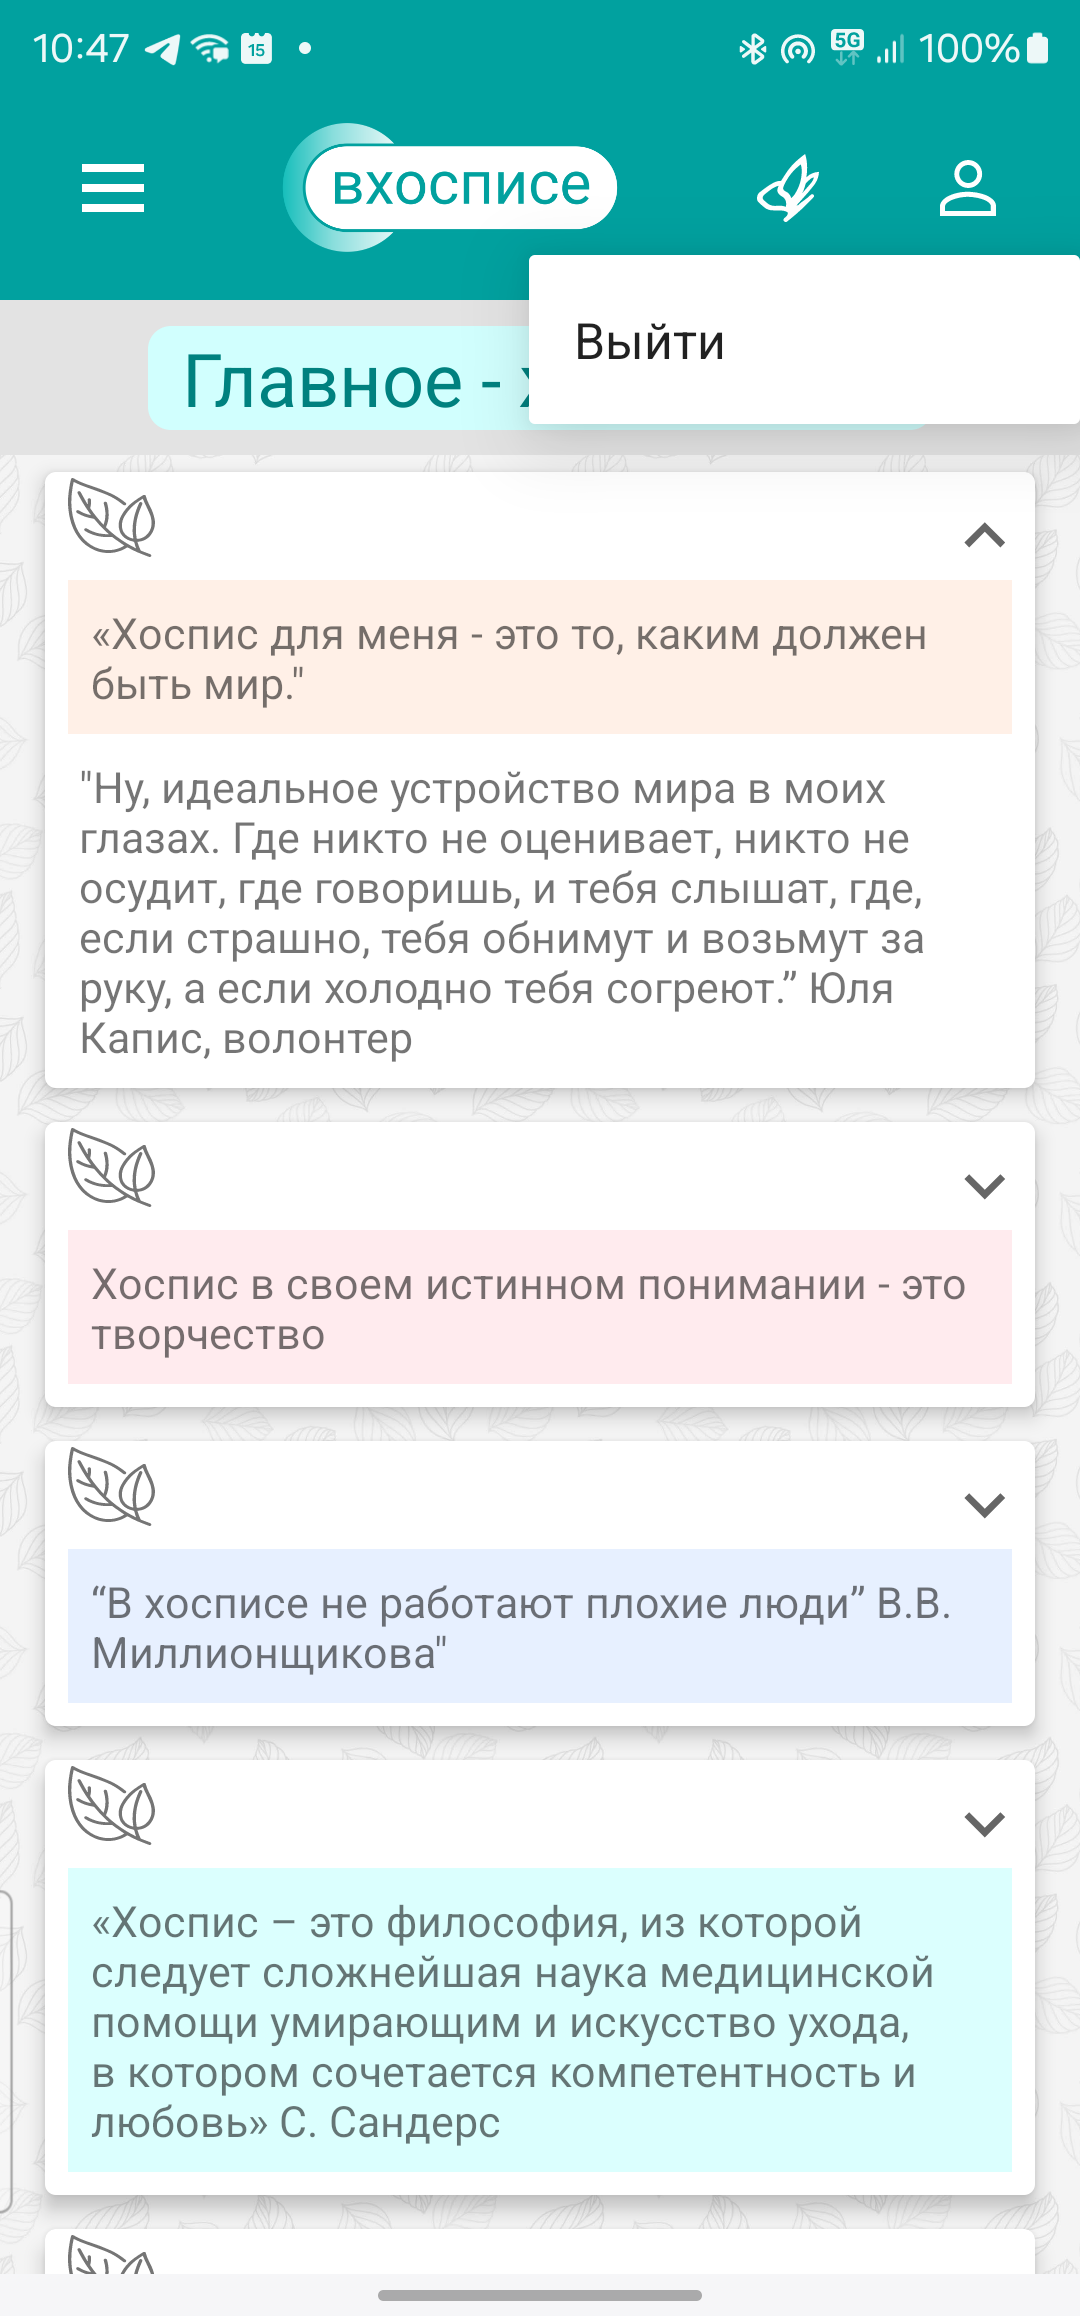 10:47
15
5G
100%
вхосписе
Выйти
Главное -
«Хоспис для меня - это то, каким должен
быть мир."
"Ну, идеальное устройство мира в моих
глазах. Где никто не оценивает, никто не
осудит, где говоришь, и тебя слышат, где,
если страшно, тебя обнимут и возьмут за
руку, а если холодно тебя согреют.” Юля
Капис, волонтер
Хоспис в своем истинном понимании - это
творчество
“В хосписе не работают плохие люди” В.В.
Миллионщикова"
«Хоспис – это философия, из которой
следует сложнейшая наука медицинской
помощи умирающим и искусство ухода,
в котором сочетается компетентность и
любовь» С. Сандерс